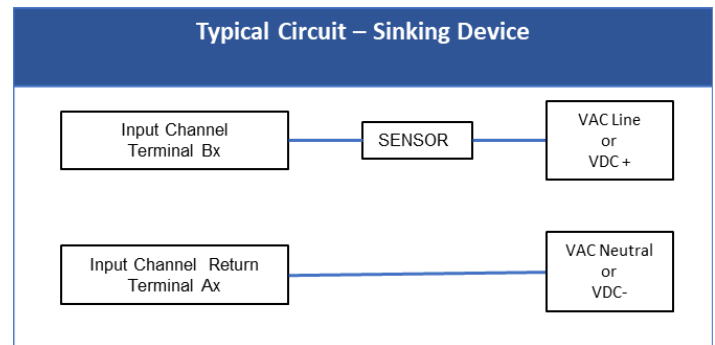 Typical Circuit – Sinking Device
Input Channel
Terminal Bx
SENSOR
VAC Line
or
VDC +
Input Channel Return
Terminal Ax
VAC Neutral
or
VDC-